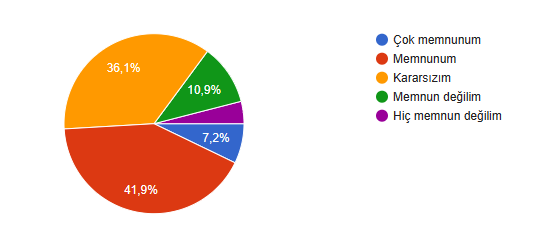 Çok memnunum
Memnunum
Kararsızım
Memnun değilim
Hiç memnun değilim
36,1%
10,9%
7,2%
41,9%